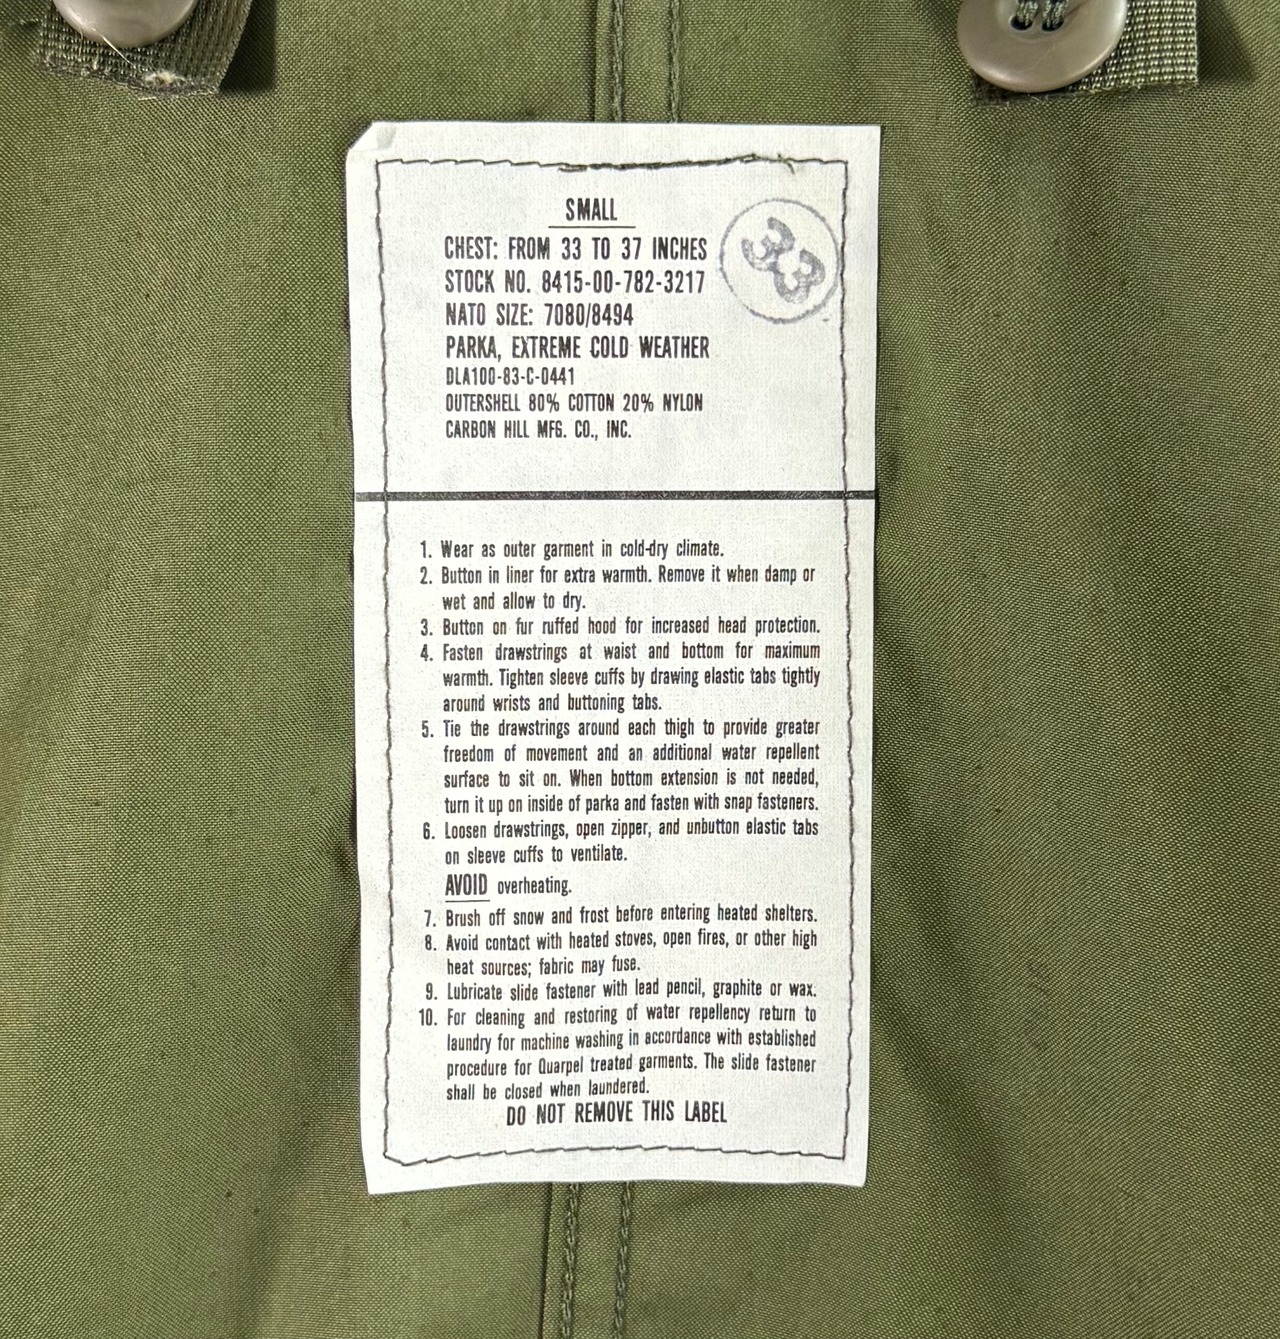 SMALL
33
CHEST: FROM 33 TO 37 INCHES
STOCK NO. 8415-00-782-3217
NATO SIZE: 7080/8494
PARKA, EXTREME COLD WEATHER
DLA100-83-C-0441
OUTERSHELL 80% COTTON 20% NYLON
CARBON HILL MFG. CO., INC.
1. Wear as outer garment in cold-dry climate.
2. Button in liner for extra warmth. Remove it when damp or
wet and allow to dry.
3. Button on fur ruffed hood for increased head protection.
4. Fasten drawstrings at waist and bottom for maximum
warmth. Tighten sleeve cuffs by drawing elastic tabs tightly
around wrists and buttoning tabs.
5. Tie the drawstrings around each thigh to provide greater
freedom of movement and an additional water repellent
surface to sit on. When bottom extension is not needed,
turn it up on inside of parka and fasten with snap fasteners.
6. Loosen drawstrings, open zipper, and unbutton elastic tabs
on sleeve cuffs to ventilate.
AVOID overheating.
7. Brush off snow and frost before entering heated shelters.
8. Avoid contact with heated stoves, open fires, or other high
heat sources; fabric may fuse.
9. Lubricate slide fastener with lead pencil, graphite or wax.
10. For cleaning and restoring of water repellency return to
laundry for machine washing in accordance with established
procedure for Quarpel treated garments. The slide fastener
shall be closed when laundered.
DO NOT REMOVE THIS LABEL